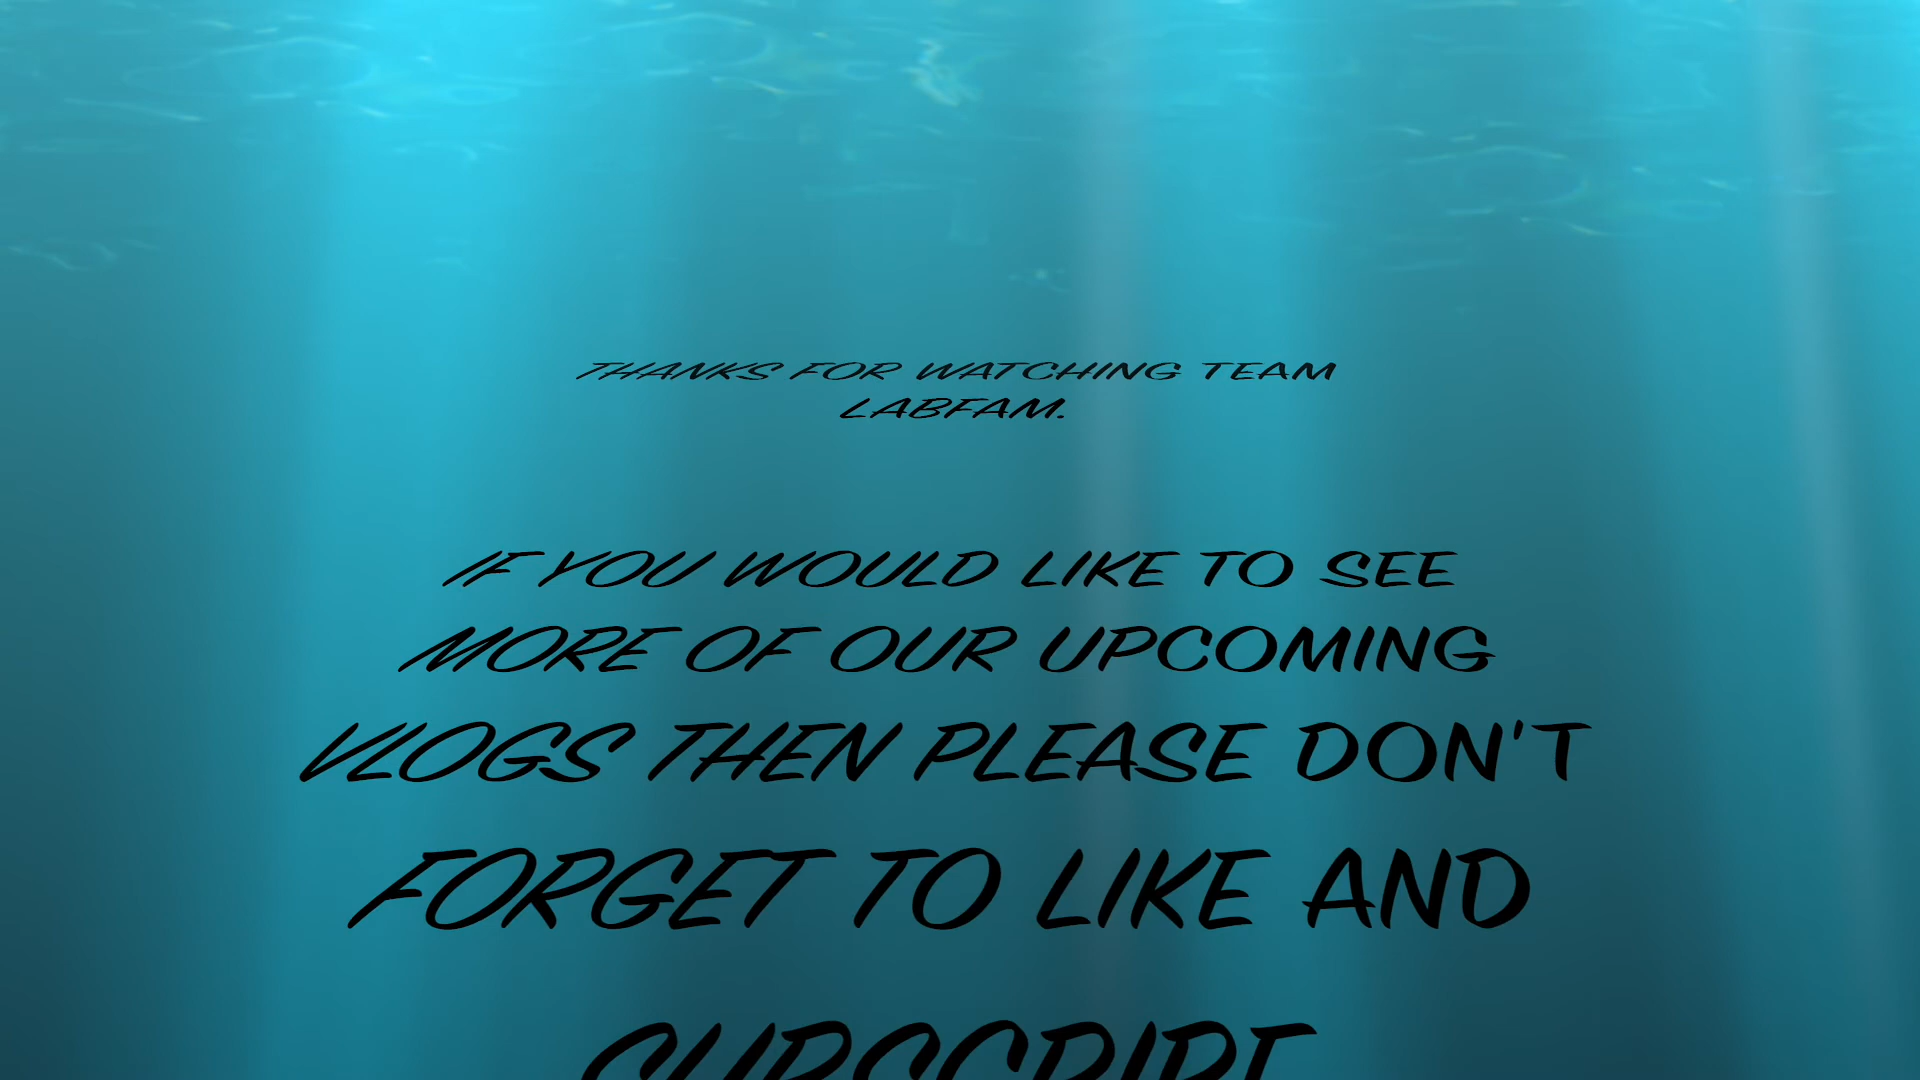 THANKS FOR WATCHING TEAM
LABFAM.
IF YOU WOULD LIKE TO SEE
MORE OF OUR UPCOMING
VLOGS THEN PLEASE DON'T
FORGET TO LIKE AND
SUBSCRIBE